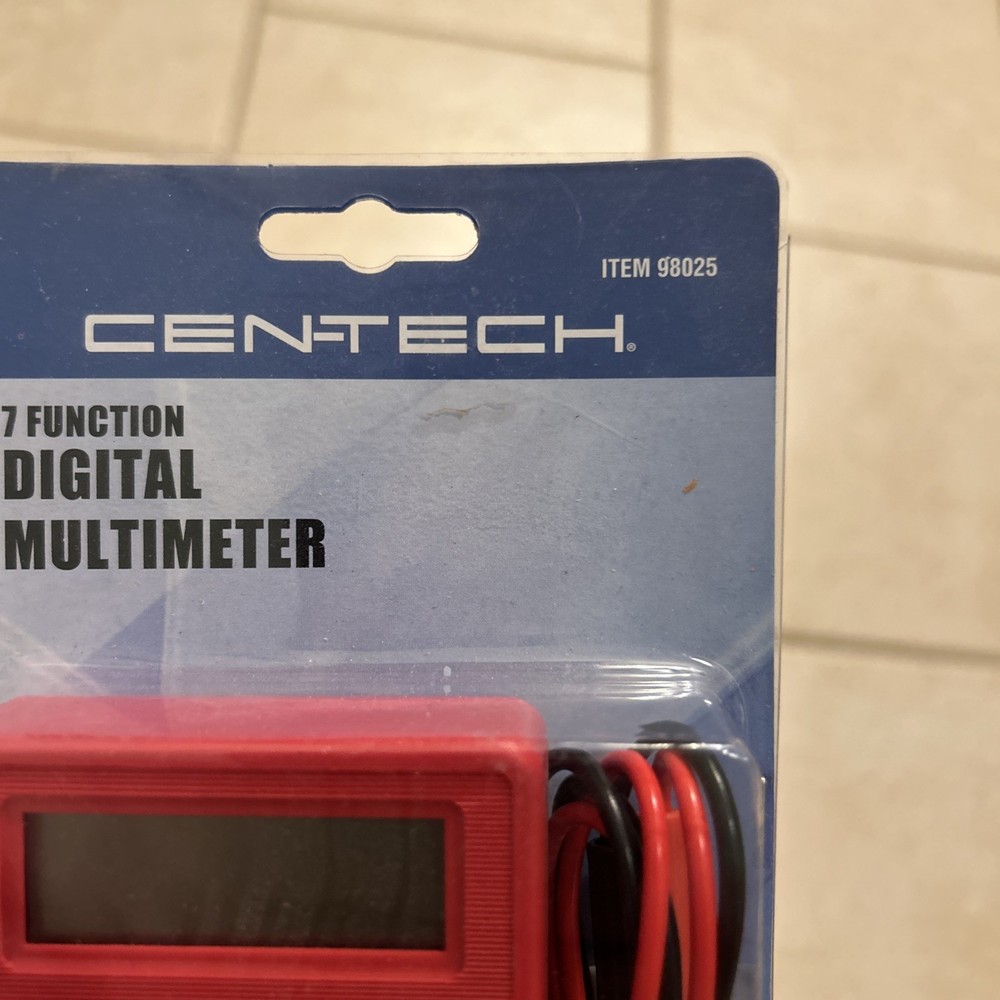 ITEM 98025
CEN-TECH®
7 FUNCTION
DIGITAL
MULTIMETER